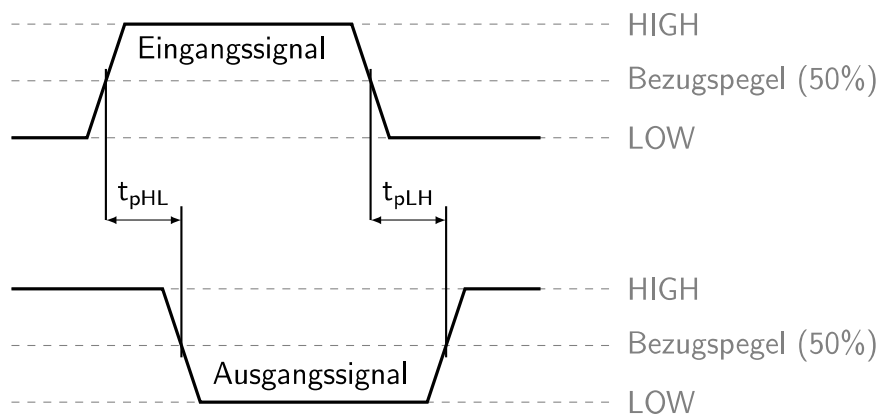 HIGH
Eingangssignal
Bezugspegel (50%)
LOW
tpHL
tpLH
HIGH
Bezugspegel (50%)
Ausgangssignal
LOW